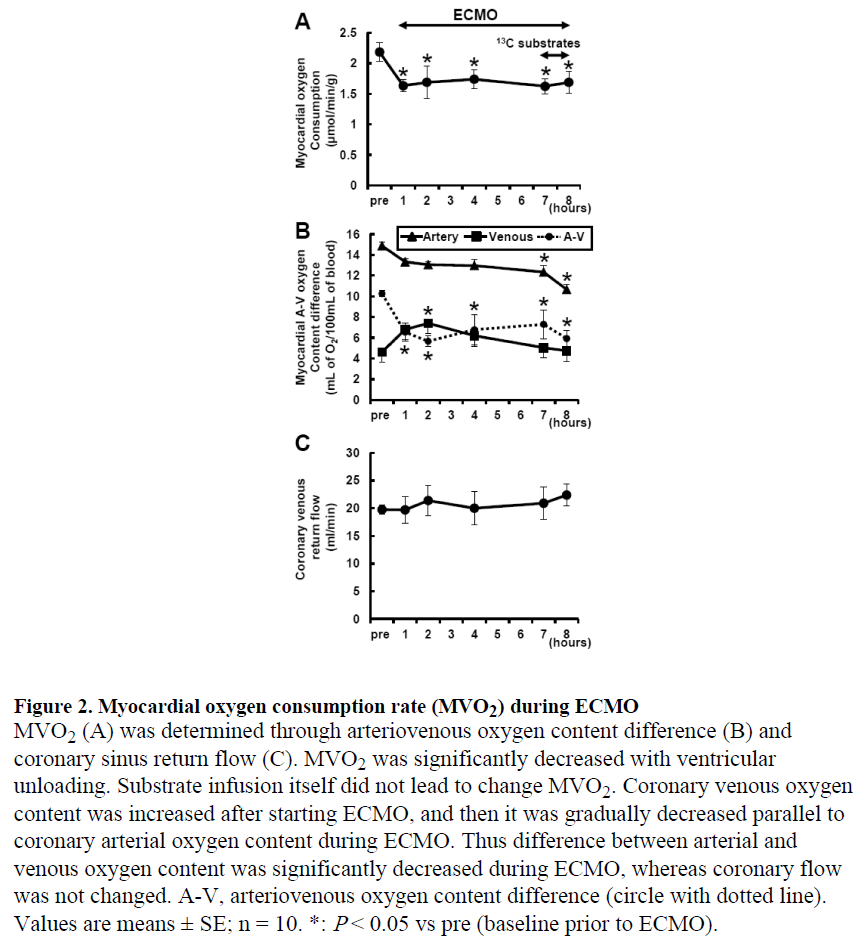 A
ECMO
¹³C substrates
Myocardial oxygen
Consumption
(μmol/min/g)
2.5
2
1.5
1
0.5
0
* * * * *
pre 1 2 3 4 5 6 7 8
(hours)
B
Artery Venous A-V
Myocardial A-V oxygen
Content difference
(mL of O₂/100mL of blood)
16
14
12
10
8
6
4
2
0
* * * * * * *
pre 1 2 3 4 5 6 7 8
(hours)
C
Coronary venous
return flow
(ml/min)
30
25
20
15
10
5
0
pre 1 2 3 4 5 6 7 8
(hours)
Figure 2. Myocardial oxygen consumption rate (MVO₂) during ECMO
MVO₂ (A) was determined through arteriovenous oxygen content difference (B) and
coronary sinus return flow (C). MVO₂ was significantly decreased with ventricular
unloading. Substrate infusion itself did not lead to change MVO₂. Coronary venous oxygen
content was increased after starting ECMO, and then it was gradually decreased parallel to
coronary arterial oxygen content during ECMO. Thus difference between arterial and
venous oxygen content was significantly decreased during ECMO, whereas coronary flow
was not changed. A-V, arteriovenous oxygen content difference (circle with dotted line).
Values are means ± SE; n = 10. *: P < 0.05 vs pre (baseline prior to ECMO).